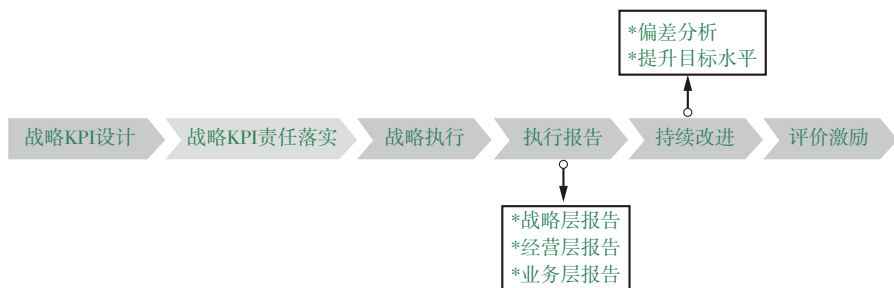 *偏差分析
*提升目标水平
战略KPI设计
战略KPI责任落实
战略执行
执行报告
持续改进
评价激励
*战略层报告
*经营层报告
*业务层报告